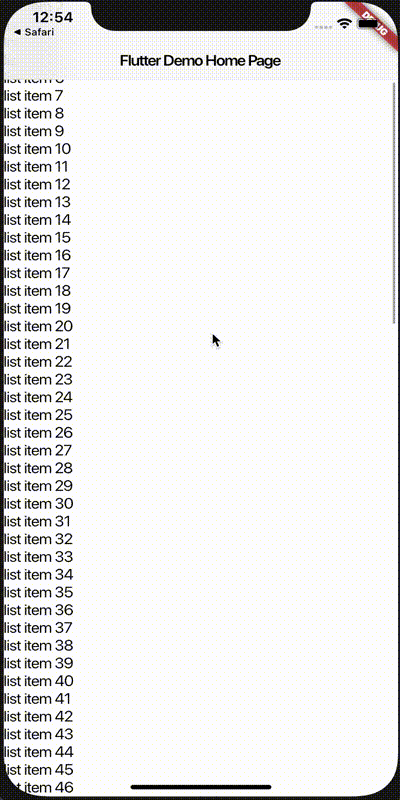 12:54
◀ Safari
DEBUG
Flutter Demo Home Page
list item 6
list item 7
list item 8
list item 9
list item 10
list item 11
list item 12
list item 13
list item 14
list item 15
list item 16
list item 17
list item 18
list item 19
list item 20
list item 21
list item 22
list item 23
list item 24
list item 25
list item 26
list item 27
list item 28
list item 29
list item 30
list item 31
list item 32
list item 33
list item 34
list item 35
list item 36
list item 37
list item 38
list item 39
list item 40
list item 41
list item 42
list item 43
list item 44
list item 45
list item 46